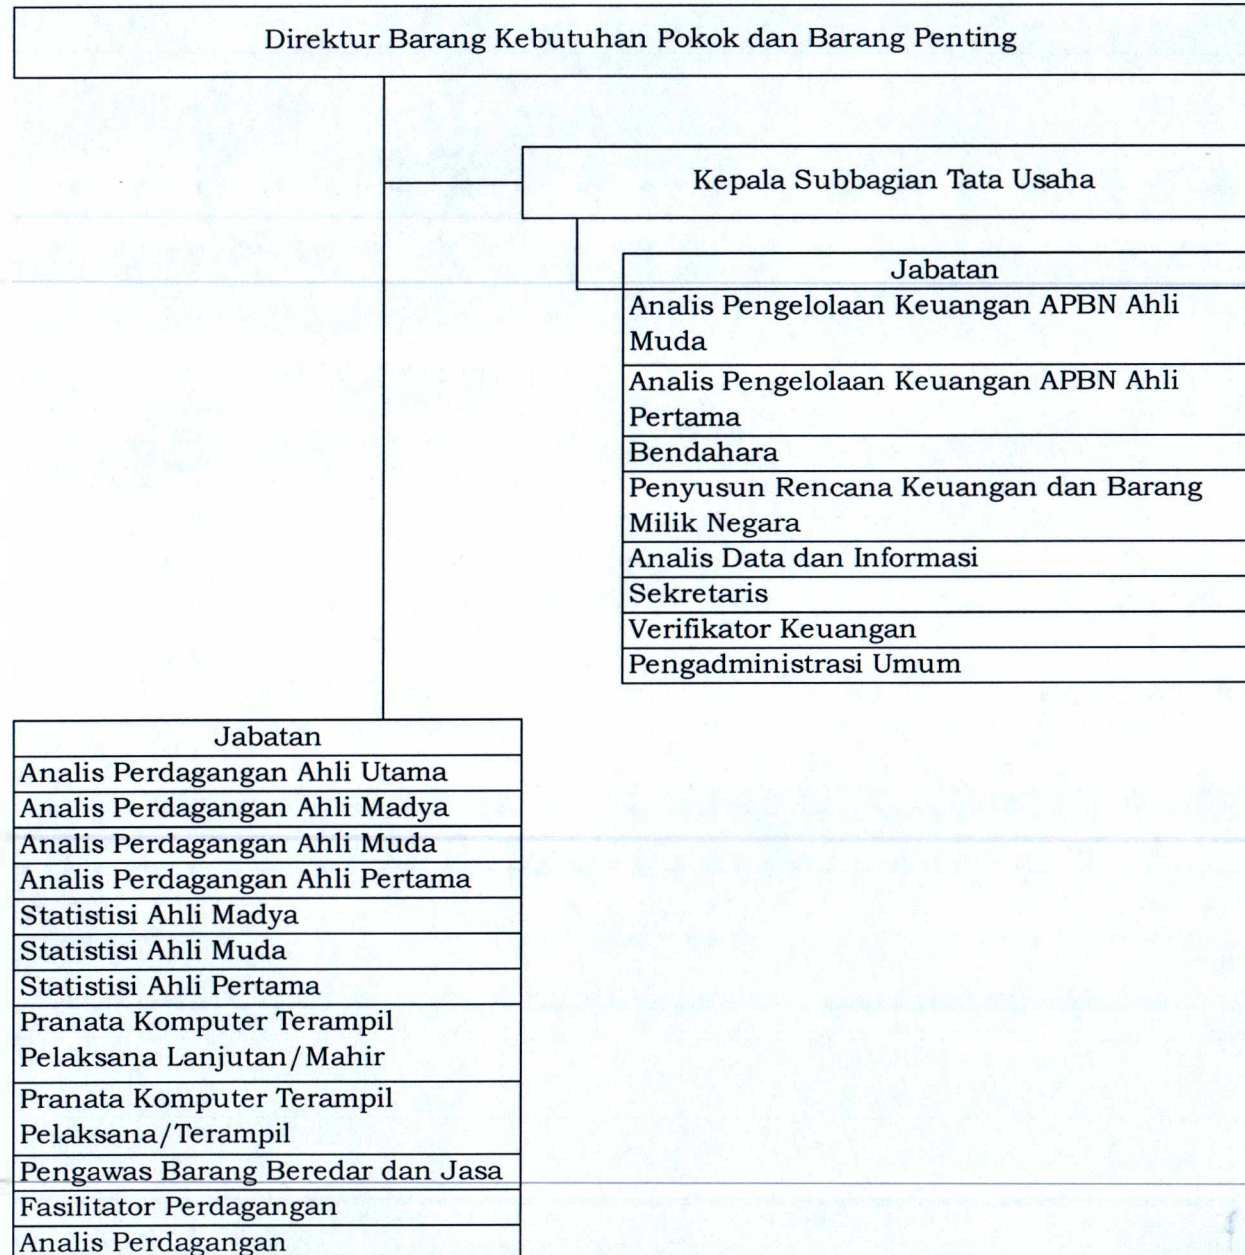 Direktur Barang Kebutuhan Pokok dan Barang Penting
Kepala Subbagian Tata Usaha
Jabatan
Analis Pengelolaan Keuangan APBN Ahli
Muda
Analis Pengelolaan Keuangan APBN Ahli
Pertama
Bendahara
Penyusun Rencana Keuangan dan Barang
Milik Negara
Analis Data dan Informasi
Sekretaris
Verifikator Keuangan
Pengadministrasi Umum
Jabatan
Analis Perdagangan Ahli Utama
Analis Perdagangan Ahli Madya
Analis Perdagangan Ahli Muda
Analis Perdagangan Ahli Pertama
Statistisi Ahli Madya
Statistisi Ahli Muda
Statistisi Ahli Pertama
Pranata Komputer Terampil
Pelaksana Lanjutan/Mahir
Pranata Komputer Terampil
Pelaksana/Terampil
Pengawas Barang Beredar dan Jasa
Fasilitator Perdagangan
Analis Perdagangan